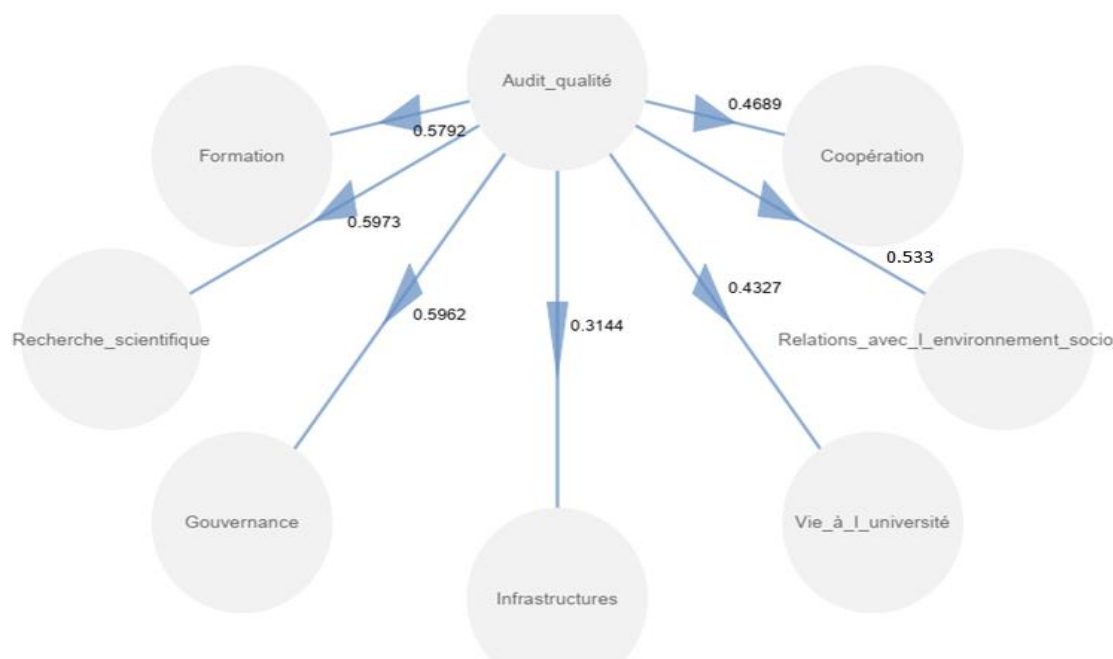 Audit_qualité
0.4689
0.5792
Formation
Coopération
0.5973
0.533
0.4327
0.5962
0.3144
Recherche_scientifique
Relations_avec_l_environnement_socio
Gouvernance
Vie_à_l_université
Infrastructures